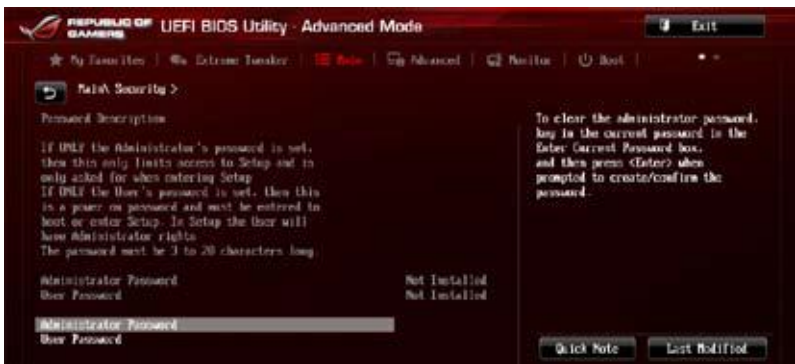 REPUBLIC OF GAMERS UEFI BIOS Utility - Advanced Mode Exit
My Favorites Extreme Tweaker Main Advanced Monitor Boot
Main\ Security >
Password Description
If ONLY the Administrator's password is set,
then this only limits access to Setup and is
only asked for when entering Setup
If ONLY the User's password is set, then this
is a power on password and must be entered to
boot or enter Setup. In Setup the User will
have Administrator rights
The password must be 3 to 20 characters long.
Administrator Password Not Installed
User Password Not Installed
Administrator Password
User Password
To clear the administrator password,
key in the current password in the
Enter Current Password box,
and then press <Enter> when
prompted to create/confirm the
password.
Quick Note Last Modified